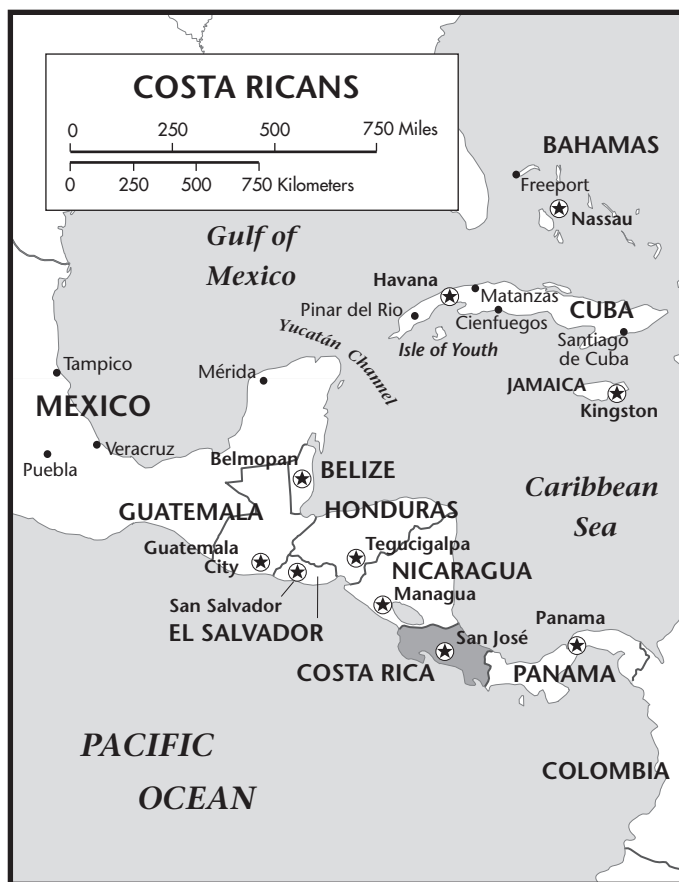 COSTA RICANS
0 250 500 750 Miles
0 250 500 750 Kilometers
BAHAMAS
Freeport
Nassau
Gulf of
Mexico
Havana
Matanzas
Pinar del Rio
Cienfuegos
CUBA
Isle of Youth
Santiago
de Cuba
Yucatán Channel
Tampico
Mérida
JAMAICA
Kingston
MEXICO
Veracruz
Puebla
Belmopan
BELIZE
Caribbean
Sea
GUATEMALA
HONDURAS
Guatemala
City
Tegucigalpa
NICARAGUA
San Salvador
Managua
EL SALVADOR
San José
Panama
COSTA RICA
PANAMA
PACIFIC
OCEAN
COLOMBIA